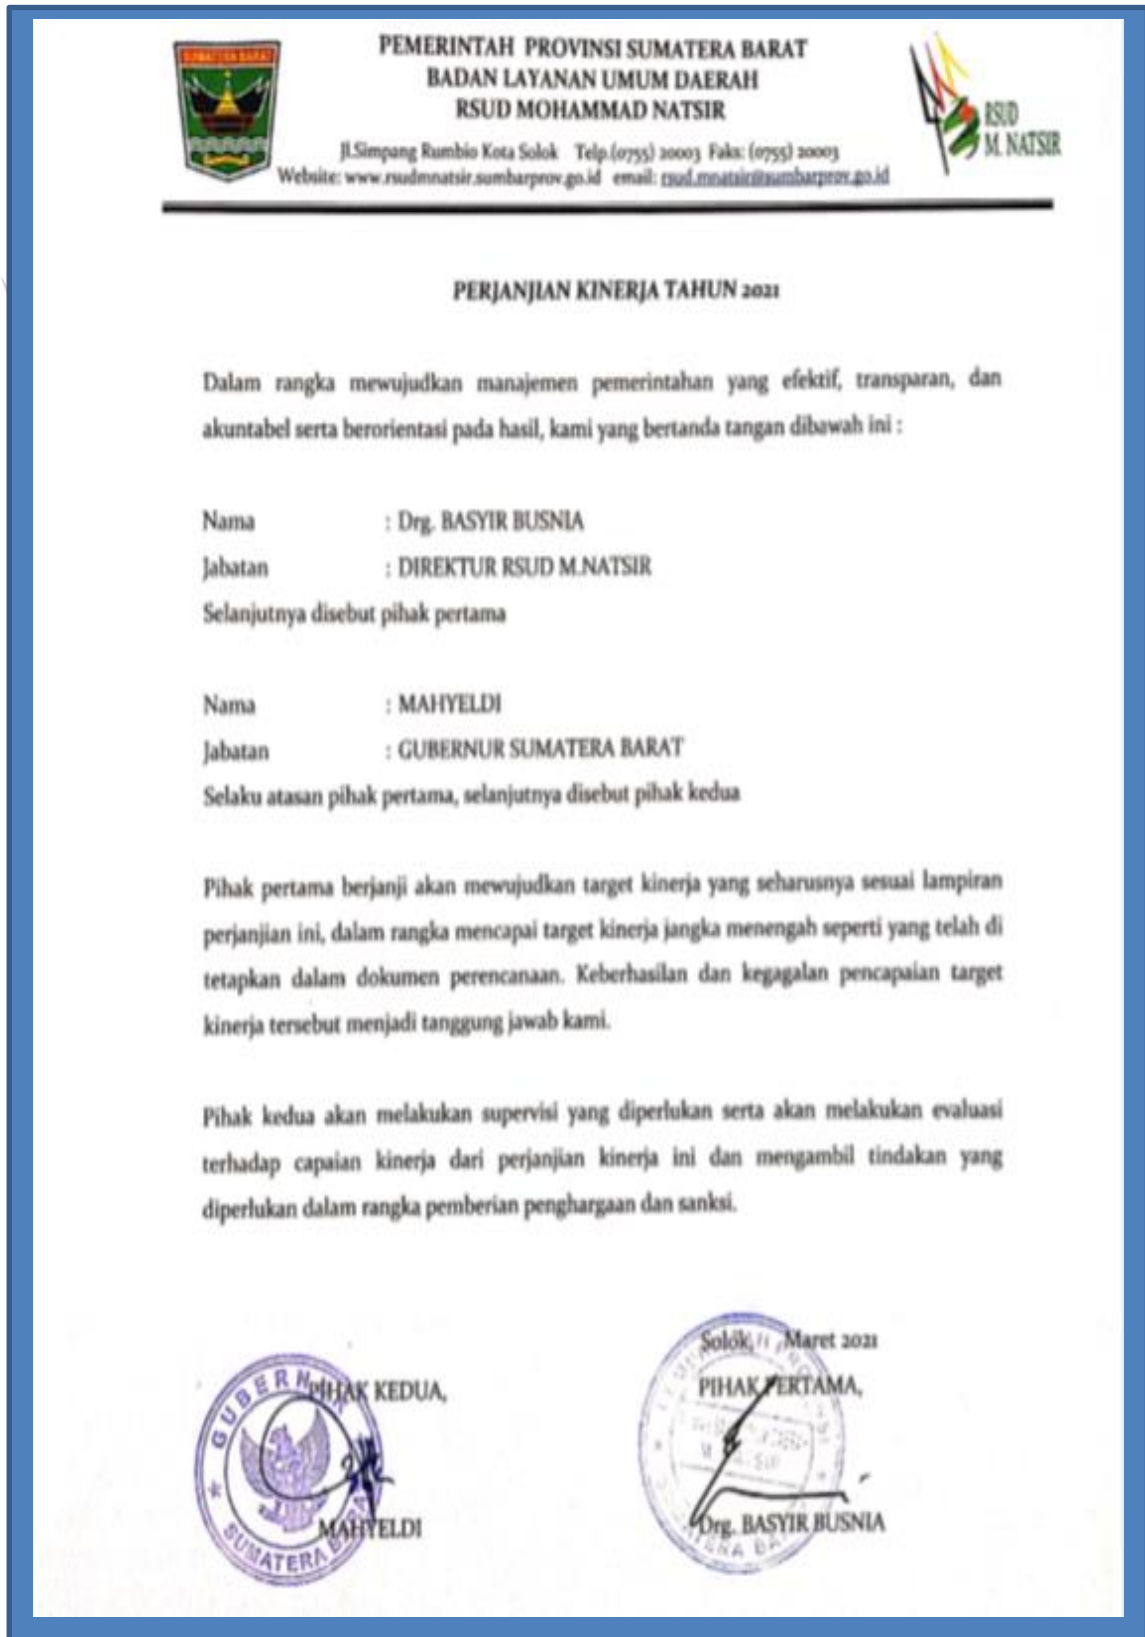 SUMATERA BARAT
PEMERINTAH PROVINSI SUMATERA BARAT
BADAN LAYANAN UMUM DAERAH
RSUD MOHAMMAD NATSIR
Jl.Simpang Rumbio Kota Solok Telp.(0755) 20003 Faks: (0755) 20003
Website: www.rsudmnatsir.sumbarprov.go.id email: rsud.mnatsir@sumbarprov.go.id
RSUD
M. NATSIR
PERJANJIAN KINERJA TAHUN 2021
Dalam rangka mewujudkan manajemen pemerintahan yang efektif, transparan, dan
akuntabel serta berorientasi pada hasil, kami yang bertanda tangan dibawah ini :
Nama : Drg. BASYIR BUSNIA
Jabatan : DIREKTUR RSUD M.NATSIR
Selanjutnya disebut pihak pertama
Nama : MAHYELDI
Jabatan : GUBERNUR SUMATERA BARAT
Selaku atasan pihak pertama, selanjutnya disebut pihak kedua
Pihak pertama berjanji akan mewujudkan target kinerja yang seharusnya sesuai lampiran
perjanjian ini, dalam rangka mencapai target kinerja jangka menengah seperti yang telah di
tetapkan dalam dokumen perencanaan. Keberhasilan dan kegagalan pencapaian target
kinerja tersebut menjadi tanggung jawab kami.
Pihak kedua akan melakukan supervisi yang diperlukan serta akan melakukan evaluasi
terhadap capaian kinerja dari perjanjian kinerja ini dan mengambil tindakan yang
diperlukan dalam rangka pemberian penghargaan dan sanksi.
Solok, Maret 2021
PIHAK KEDUA,
PIHAK PERTAMA,
GUBERNUR
SUMATERA BARAT
MAHYELDI
Drg. BASYIR BUSNIA